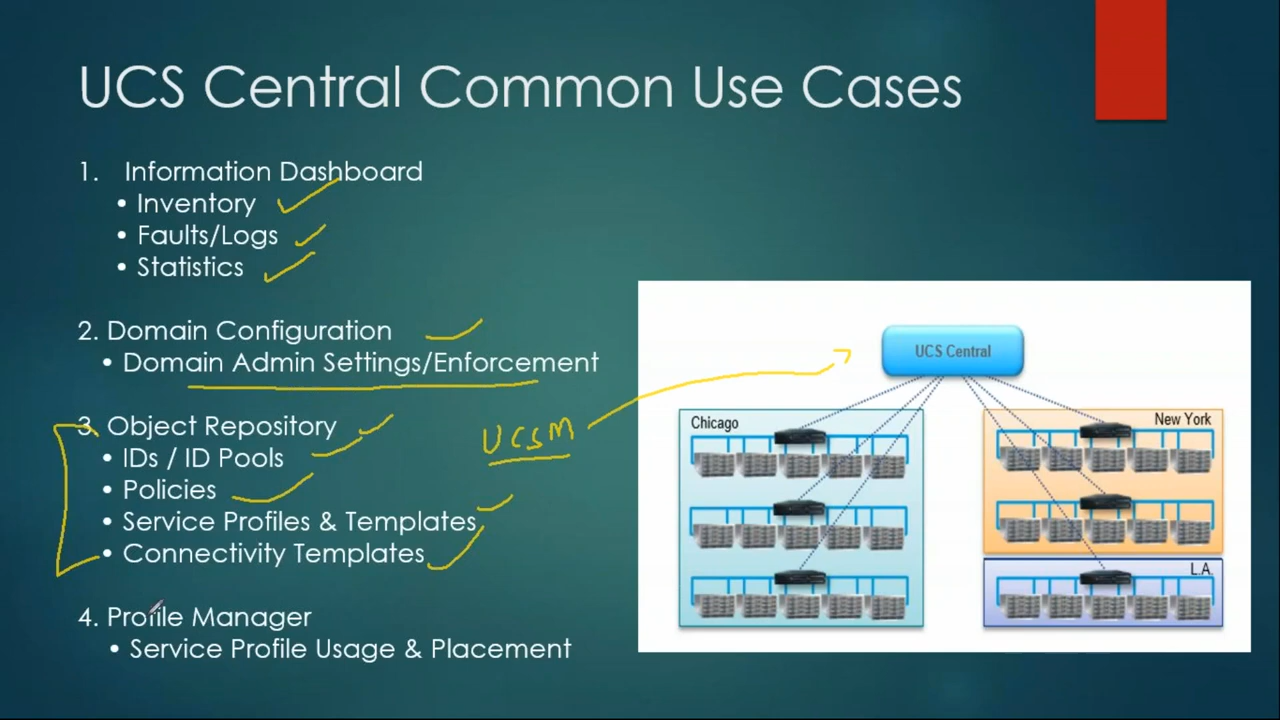 UCS Central Common Use Cases
1. Information Dashboard
• Inventory
• Faults/Logs
• Statistics
2. Domain Configuration
• Domain Admin Settings/Enforcement
3. Object Repository
• IDs / ID Pools
• Policies
• Service Profiles & Templates
• Connectivity Templates
4. Profile Manager
• Service Profile Usage & Placement
UCSM
UCS Central
Chicago
New York
L.A.